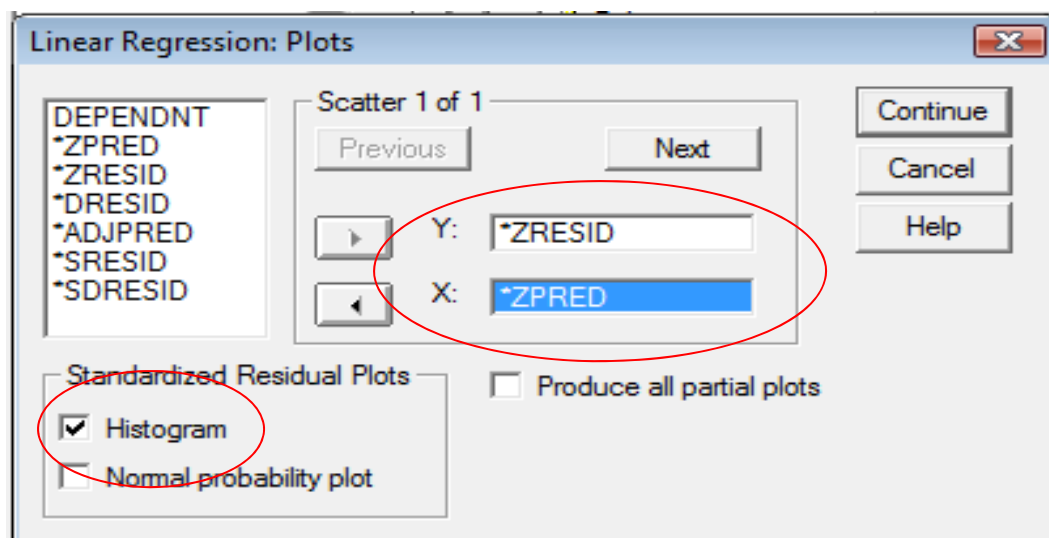 Linear Regression: Plots
DEPENDNT
*ZPRED
*ZRESID
*DRESID
*ADJPRED
*SRESID
*SDRESID
Scatter 1 of 1
Previous
Next
Y: *ZRESID
X: *ZPRED
Continue
Cancel
Help
Standardized Residual Plots
Histogram
Normal probability plot
Produce all partial plots